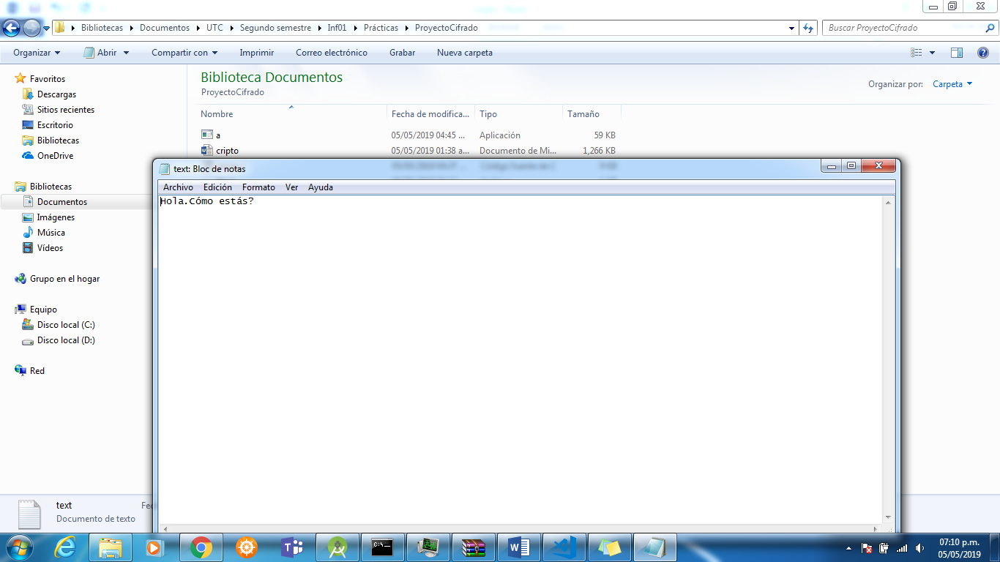 Bibliotecas Documentos UTC Segundo semestre Inf01 Prácticas ProyectoCifrado
Buscar ProyectoCifrado
Organizar Abrir Compartir con Imprimir Correo electrónico Grabar Nueva carpeta
Favoritos
Descargas
Sitios recientes
Escritorio
Bibliotecas
OneDrive
Bibliotecas
Documentos
Imágenes
Música
Vídeos
Grupo en el hogar
Equipo
Disco local (C:)
Disco local (D:)
Red
Biblioteca Documentos
ProyectoCifrado
Organizar por: Carpeta
Nombre Fecha de modifica... Tipo Tamaño
a 05/05/2019 04:45 ... Aplicación 59 KB
cripto 05/05/2019 01:38 a... Documento de Mi... 1,266 KB
text: Bloc de notas
Archivo Edición Formato Ver Ayuda
Hola.Cómo estás?
text
Documento de texto
07:10 p.m.
05/05/2019